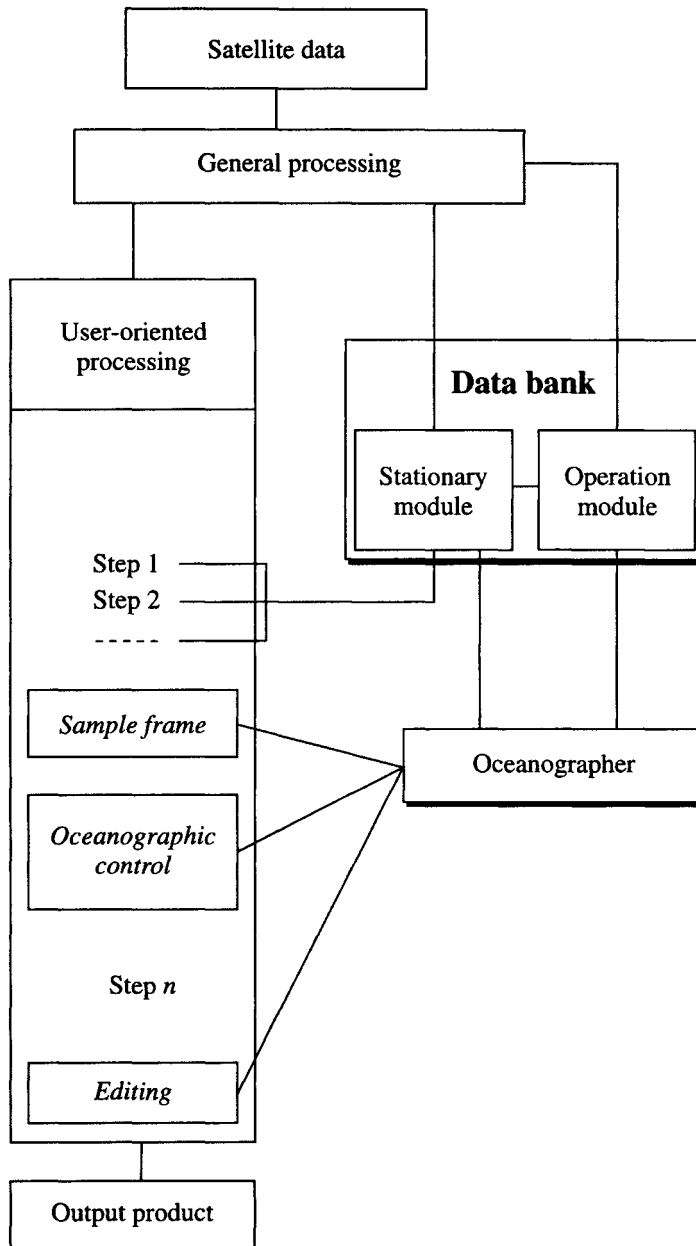 Satellite data
General processing
User-oriented
processing
Data bank
Stationary
module
Operation
module
Step 1
Step 2
-----
Sample frame
Oceanographer
Oceanographic
control
Step n
Editing
Output product